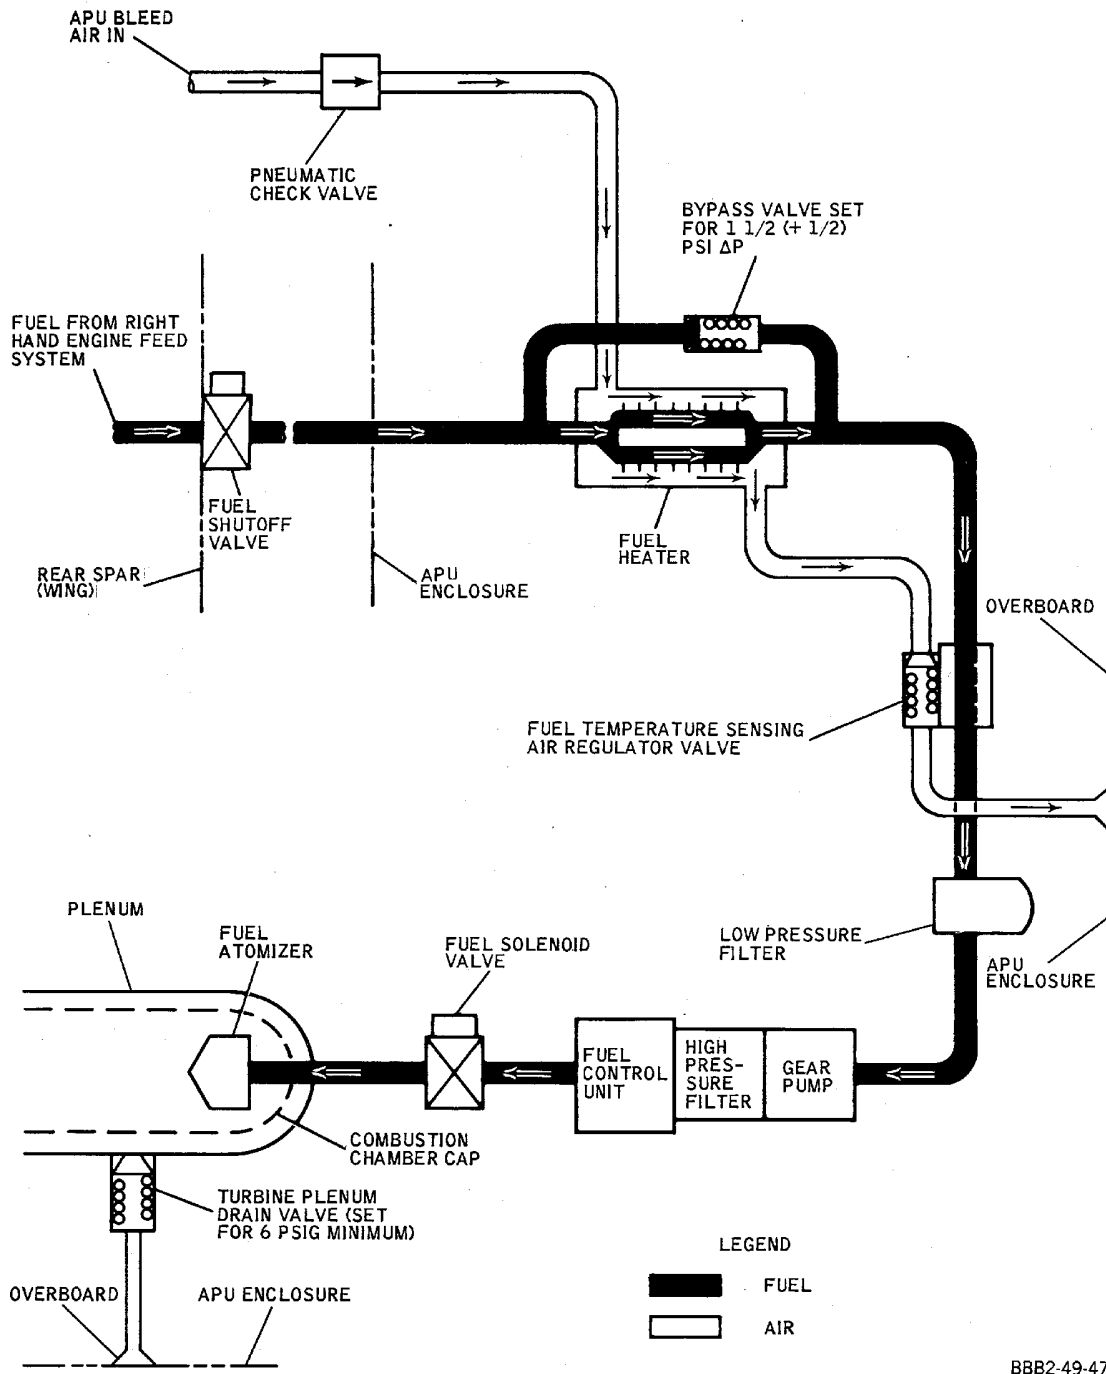 APU BLEED
AIR IN
PNEUMATIC
CHECK VALVE
BYPASS VALVE SET
FOR 1 1/2 (+ 1/2)
PSI ΔP
FUEL FROM RIGHT
HAND ENGINE FEED
SYSTEM
FUEL
SHUTOFF
VALVE
REAR SPAR
(WING)
APU
ENCLOSURE
FUEL
HEATER
OVERBOARD
FUEL TEMPERATURE SENSING
AIR REGULATOR VALVE
PLENUM
FUEL
ATOMIZER
FUEL SOLENOID
VALVE
LOW PRESSURE
FILTER
APU
ENCLOSURE
FUEL
CONTROL
UNIT
HIGH
PRES-
SURE
FILTER
GEAR
PUMP
COMBUSTION
CHAMBER CAP
TURBINE PLENUM
DRAIN VALVE (SET
FOR 6 PSIG MINIMUM)
OVERBOARD
APU ENCLOSURE
LEGEND
FUEL
AIR
BBB2-49-47